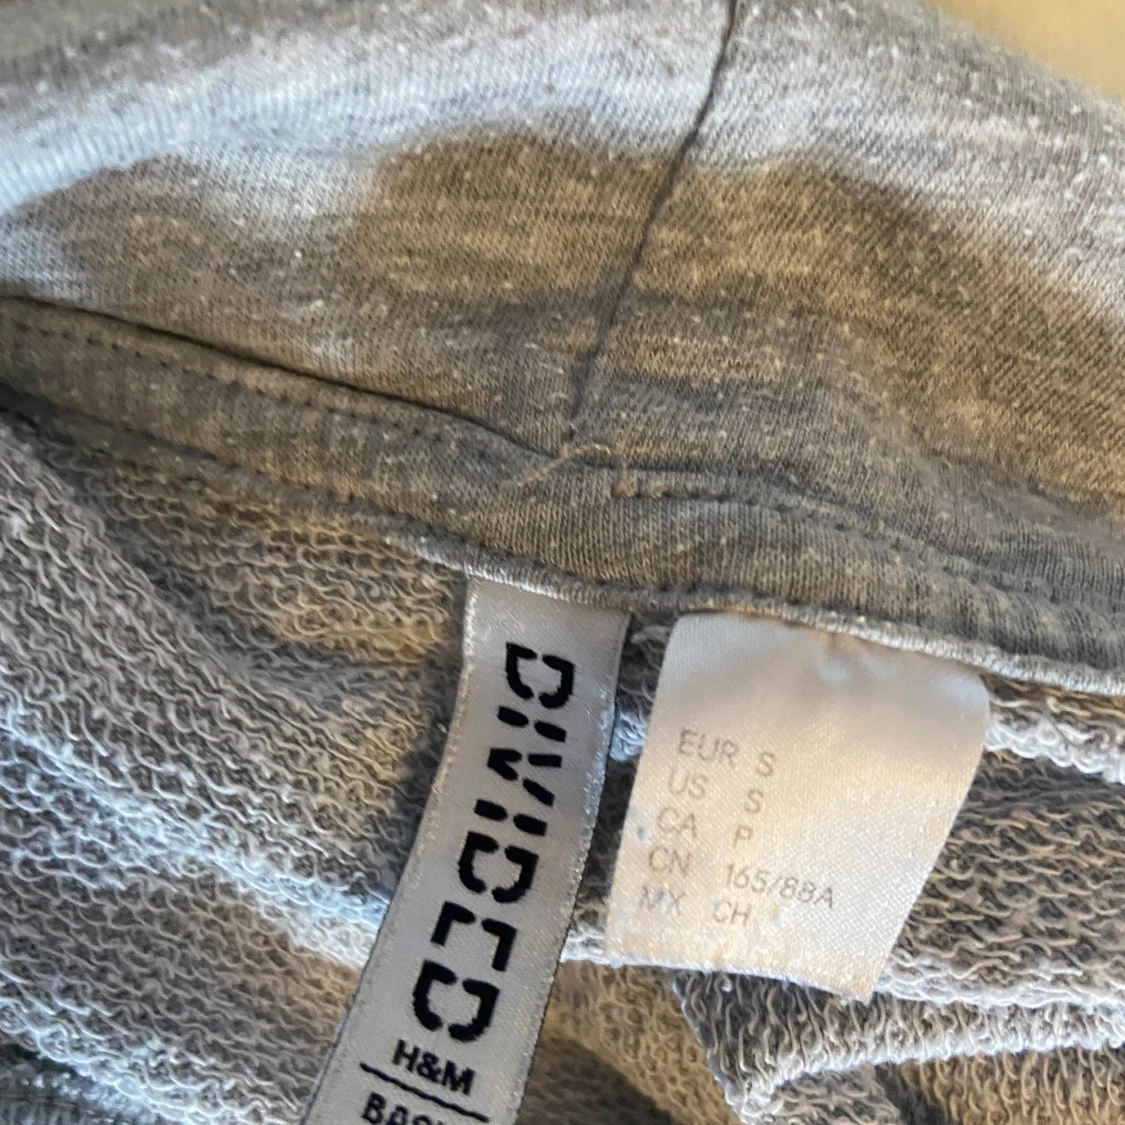 DIVIDED
H&M
EUR S
US S
CA P
CN 165/88A
MX CH